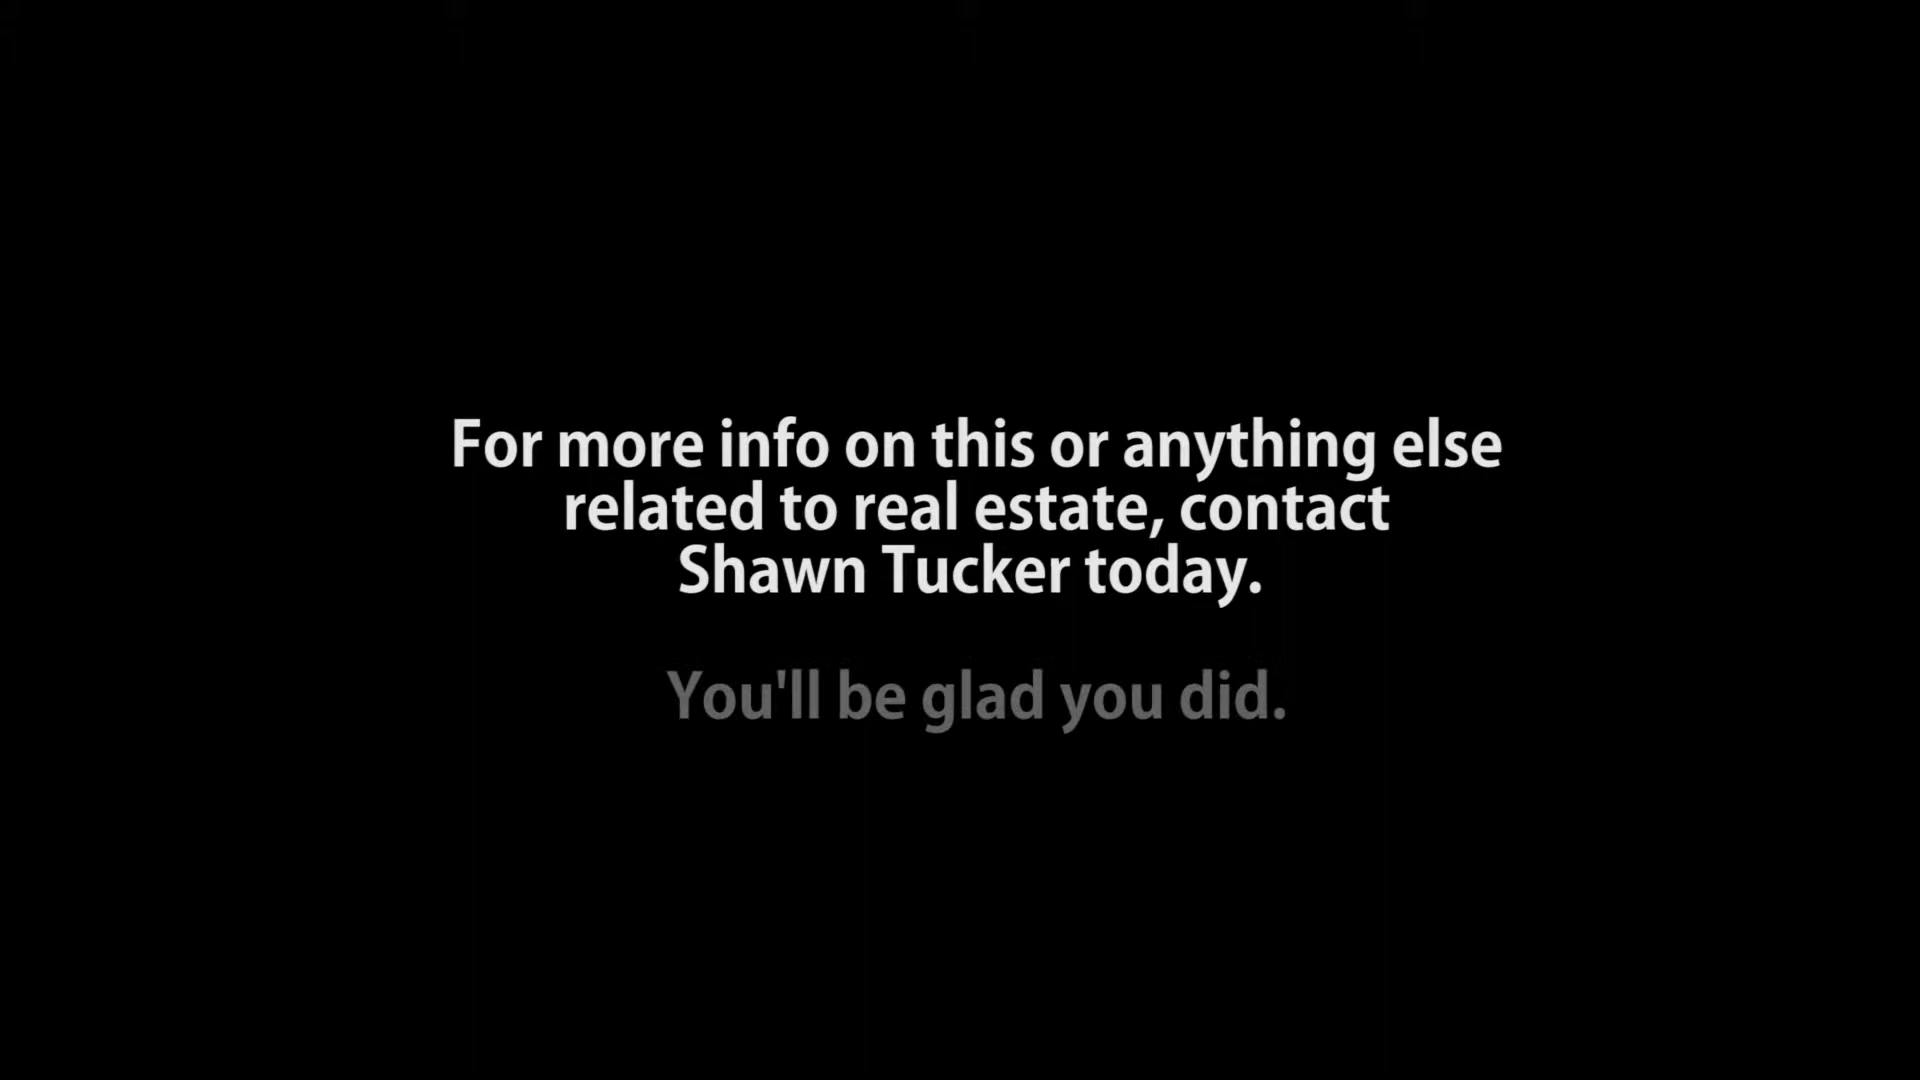 For more info on this or anything else
related to real estate, contact
Shawn Tucker today.
You'll be glad you did.